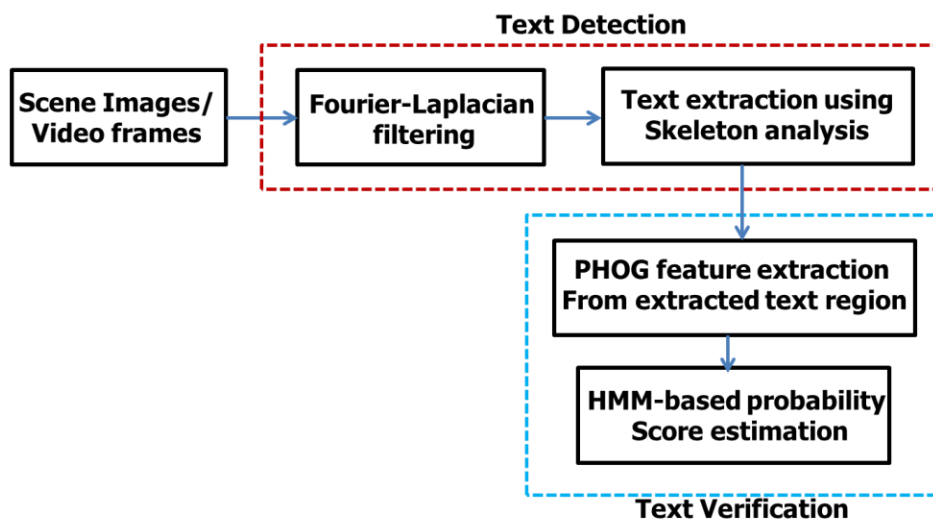 Text Detection
Scene Images/
Video frames
Fourier-Laplacian
filtering
Text extraction using
Skeleton analysis
PHOG feature extraction
From extracted text region
HMM-based probability
Score estimation
Text Verification